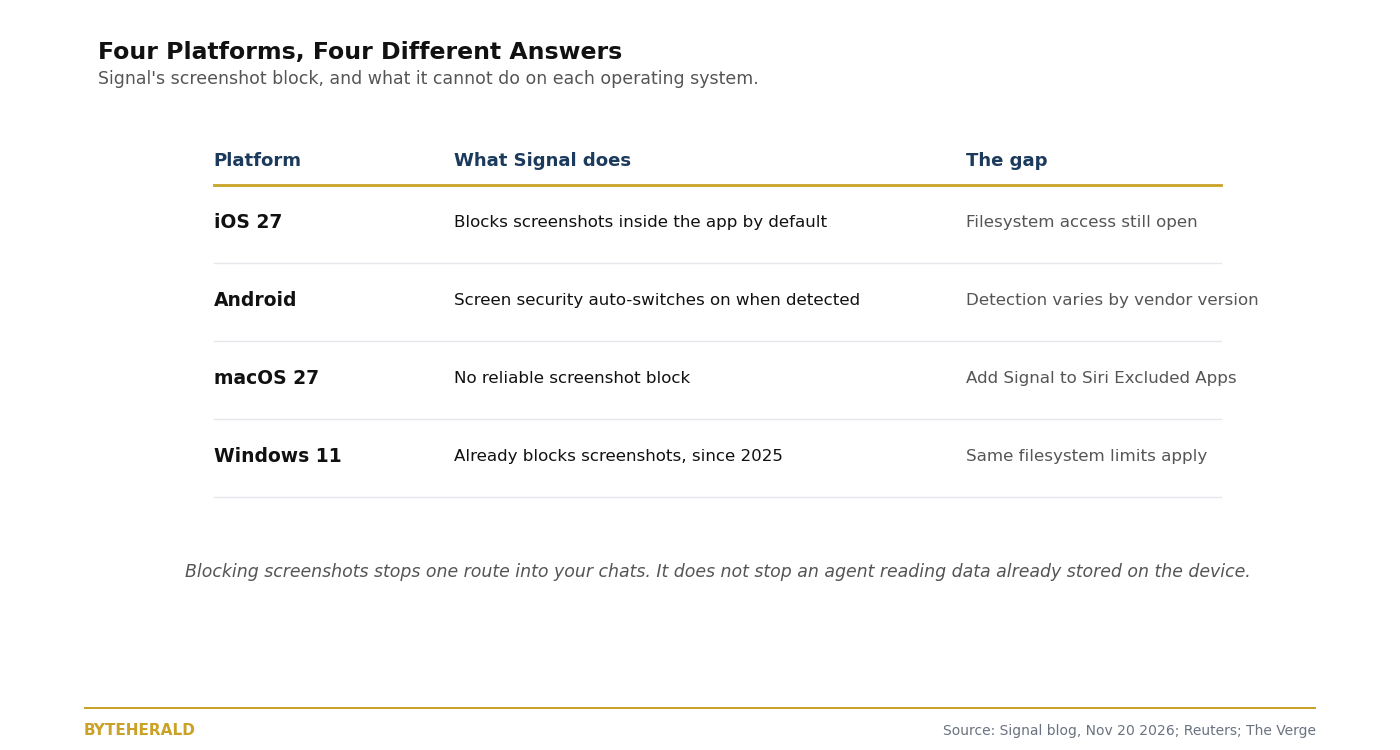 Four Platforms, Four Different Answers
Signal's screenshot block, and what it cannot do on each operating system.
Platform What Signal does The gap
iOS 27 Blocks screenshots inside the app by default Filesystem access still open
Android Screen security auto-switches on when detected Detection varies by vendor version
macOS 27 No reliable screenshot block Add Signal to Siri Excluded Apps
Windows 11 Already blocks screenshots, since 2025 Same filesystem limits apply
Blocking screenshots stops one route into your chats. It does not stop an agent reading data already stored on the device.
BYTEHERALD Source: Signal blog, Nov 20 2026; Reuters; The Verge